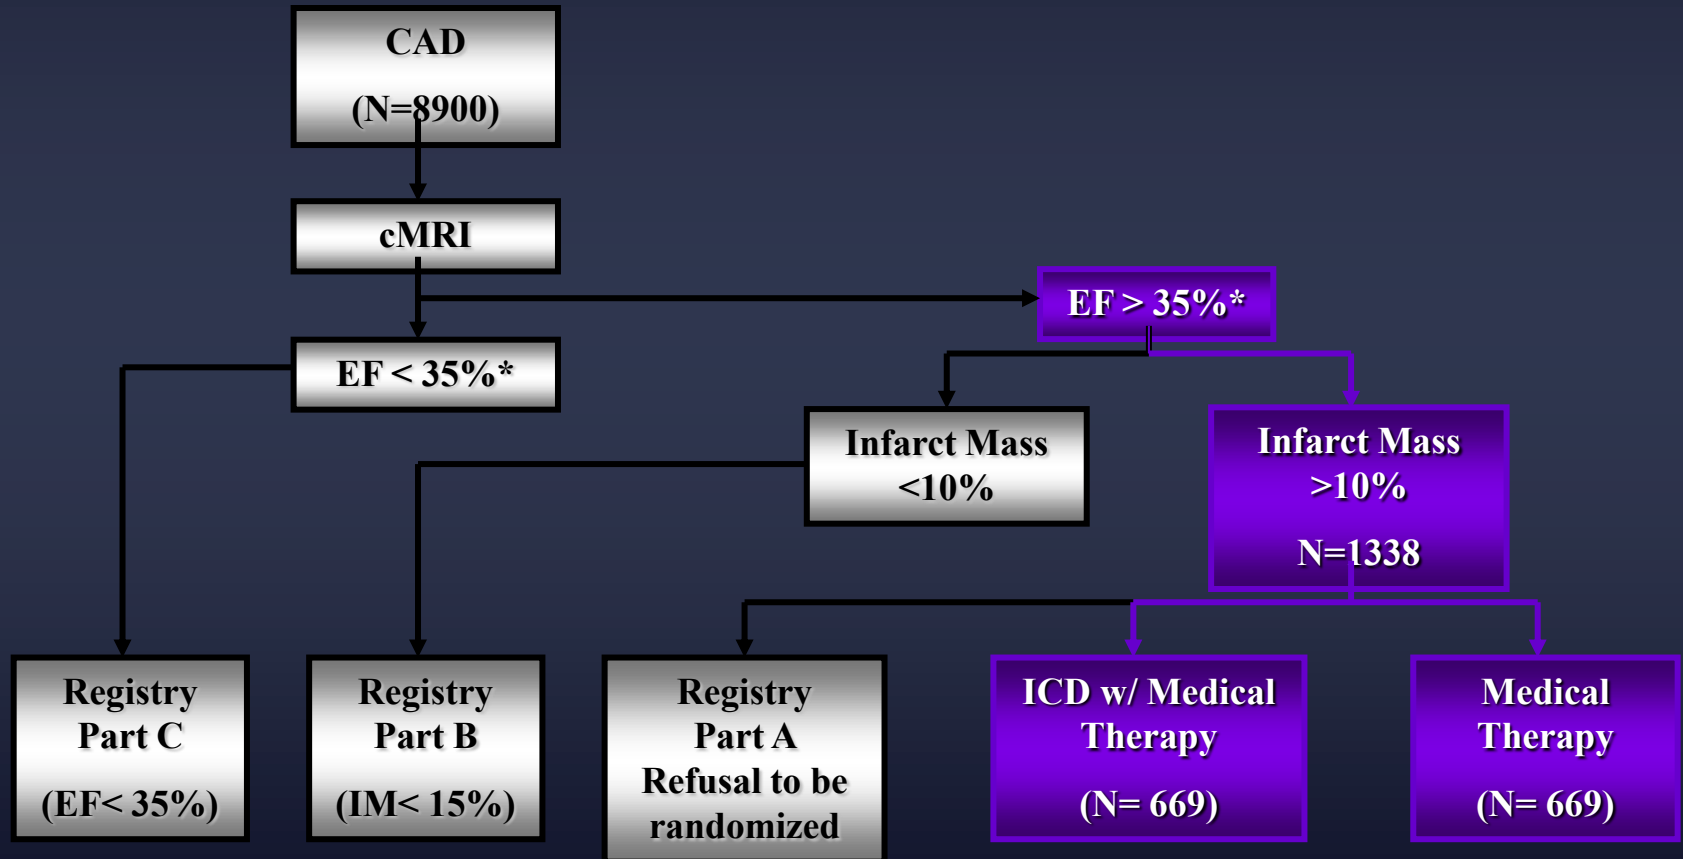 CAD
(N=8900)
cMRI
EF > 35%*
EF < 35%*
Infarct Mass
<10%
Infarct Mass
>10%
N=1338
Registry
Part C
(EF< 35%)
Registry
Part B
(IM< 15%)
Registry
Part A
Refusal to be
randomized
ICD w/ Medical
Therapy
(N= 669)
Medical
Therapy
(N= 669)